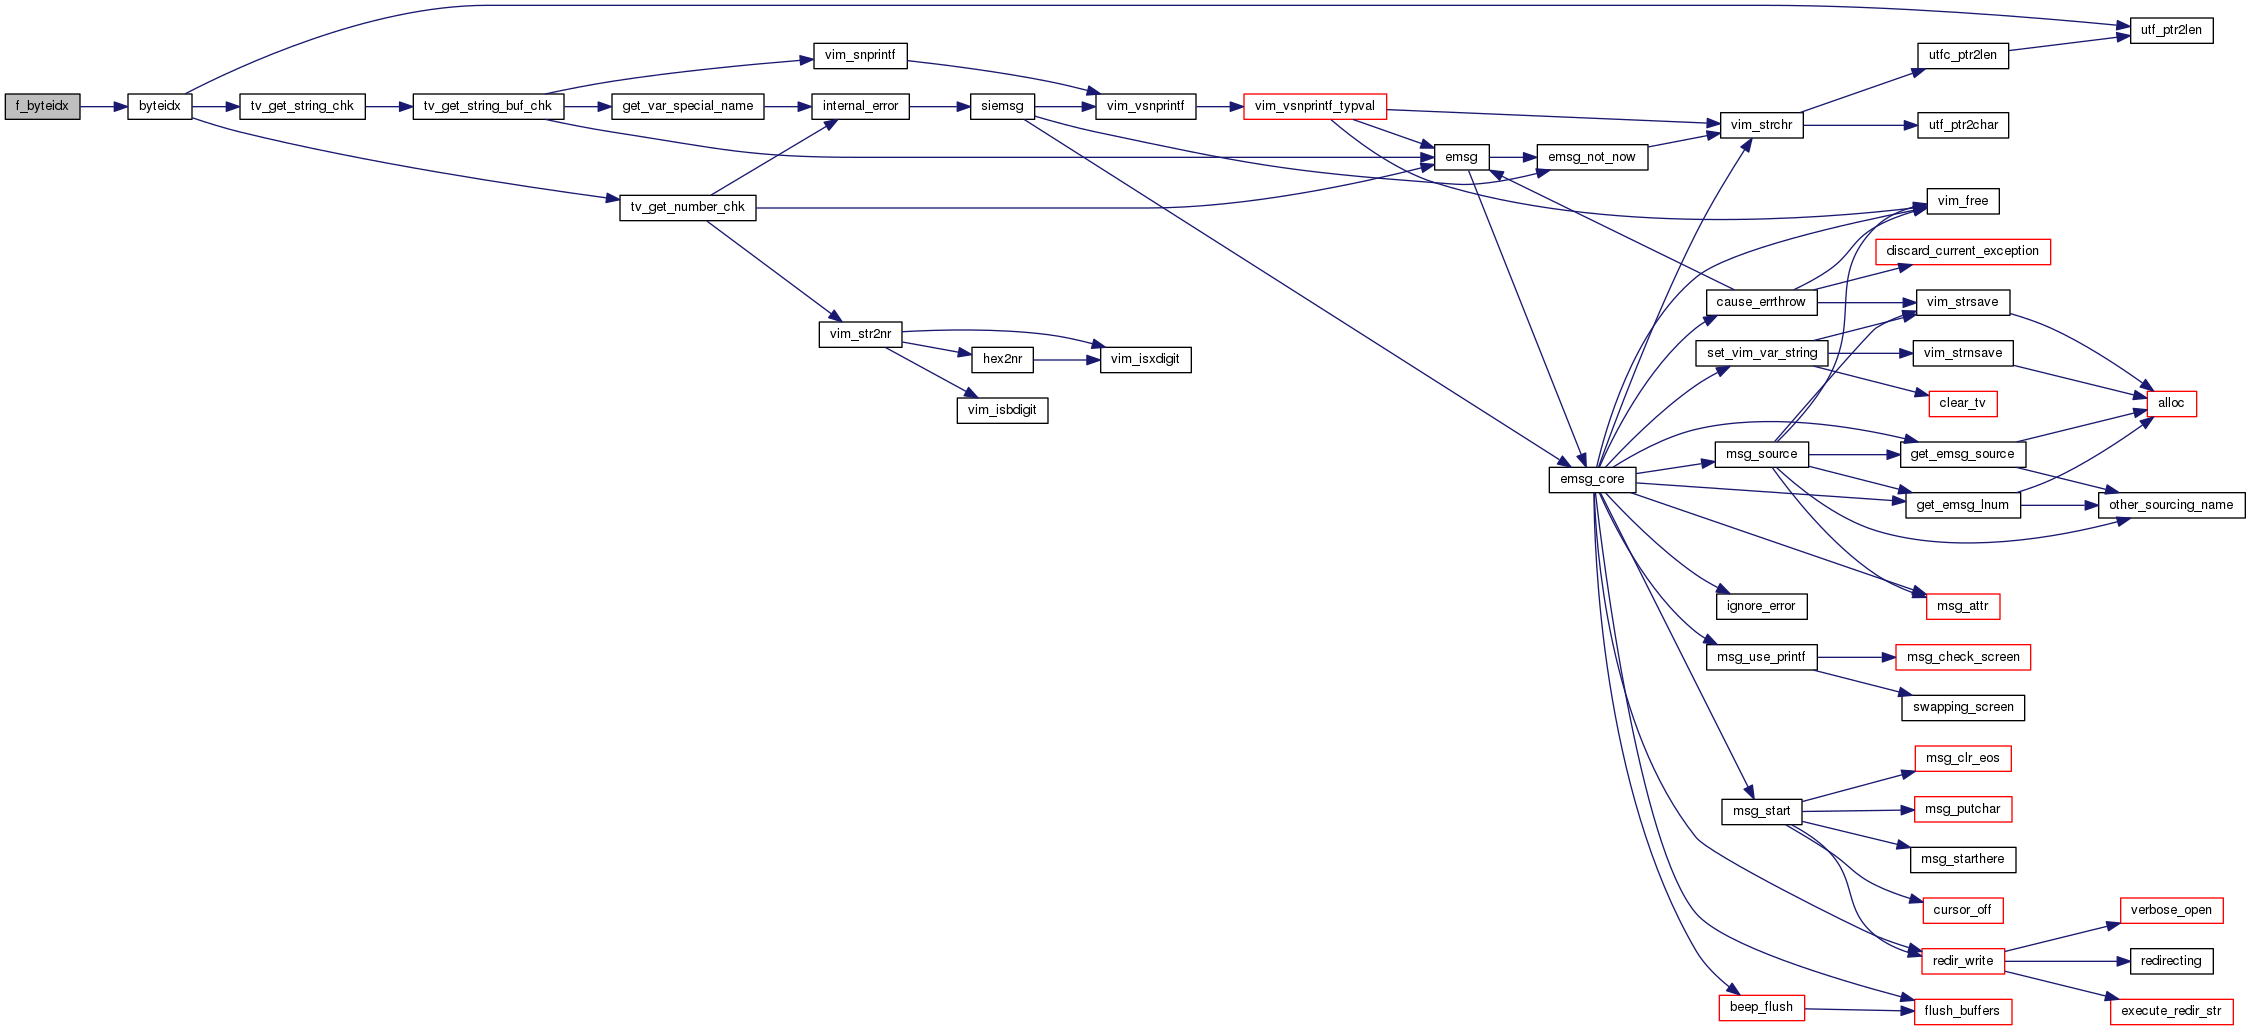 utf_ptr2len
vim_snprintf
utfc_ptr2len
f_byteidx
byteidx
tv_get_string_chk
tv_get_string_buf_chk
get_var_special_name
internal_error
siemsg
vim_vsnprintf
vim_vsnprintf_typval
vim_strchr
utf_ptr2char
emsg
emsg_not_now
tv_get_number_chk
vim_free
discard_current_exception
cause_errthrow
vim_strsave
vim_str2nr
hex2nr
vim_isxdigit
set_vim_var_string
vim_strnsave
vim_isbdigit
clear_tv
alloc
msg_source
get_emsg_source
emsg_core
get_emsg_lnum
other_sourcing_name
ignore_error
msg_attr
msg_use_printf
msg_check_screen
swapping_screen
msg_clr_eos
msg_start
msg_putchar
msg_starthere
cursor_off
verbose_open
redir_write
redirecting
beep_flush
flush_buffers
execute_redir_str